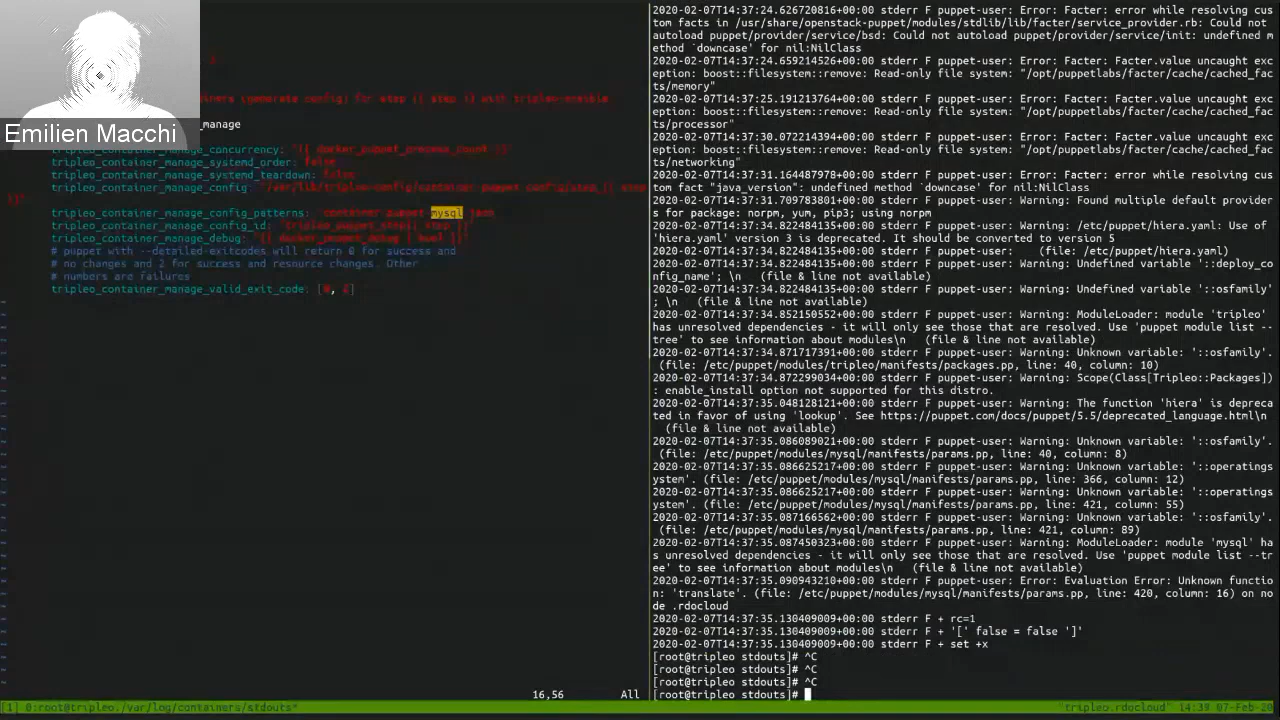 Emilien Macchi
_manage
tripleo_container_manage_concurrency: "{{ docker_puppet_process_count }}"
tripleo_container_manage_systemd_order: false
tripleo_container_manage_systemd_teardown: false
tripleo_container_manage_config:
tripleo_container_manage_config_patterns: mysql json
tripleo_container_manage_config_id: "tripleo_puppet_step{{ step }}"
tripleo_container_manage_debug: "{{ docker_puppet_debug | bool }}"
# puppet with --detailed-exitcodes will return 0 for success and
# no changes and 2 for success and resource changes. Other
# numbers are failures
tripleo_container_manage_valid_exit_code: [0, 2]
16,56 All
2020-02-07T14:37:24.626720816+00:00 stderr F puppet-user: Error: Facter: error while resolving cus
tom facts in /usr/share/openstack-puppet/modules/stdlib/lib/facter/service_provider.rb: Could not
autoload puppet/provider/service/bsd: Could not autoload puppet/provider/service/init: undefined m
ethod `downcase' for nil:NilClass
2020-02-07T14:37:24.659214526+00:00 stderr F puppet-user: Error: Facter: Facter.value uncaught exc
eption: boost::filesystem::remove: Read-only file system: "/opt/puppetlabs/facter/cache/cached_fac
ts/memory"
2020-02-07T14:37:25.191213764+00:00 stderr F puppet-user: Error: Facter: Facter.value uncaught exc
eption: boost::filesystem::remove: Read-only file system: "/opt/puppetlabs/facter/cache/cached_fac
ts/processor"
2020-02-07T14:37:30.072214394+00:00 stderr F puppet-user: Error: Facter: Facter.value uncaught exc
eption: boost::filesystem::remove: Read-only file system: "/opt/puppetlabs/facter/cache/cached_fac
ts/networking"
2020-02-07T14:37:31.164487978+00:00 stderr F puppet-user: Error: Facter: error while resolving cus
tom fact "java_version": undefined method `downcase' for nil:NilClass
2020-02-07T14:37:31.709783801+00:00 stderr F puppet-user: Warning: Found multiple default provider
s for package: norpm, yum, pip3; using norpm
2020-02-07T14:37:34.822484135+00:00 stderr F puppet-user: Warning: /etc/puppet/hiera.yaml: Use of
'hiera.yaml' version 3 is deprecated. It should be converted to version 5
2020-02-07T14:37:34.822484135+00:00 stderr F puppet-user: (file: /etc/puppet/hiera.yaml)
2020-02-07T14:37:34.822484135+00:00 stderr F puppet-user: Warning: Undefined variable '::deploy_co
nfig_name'; \n (file & line not available)
2020-02-07T14:37:34.822484135+00:00 stderr F puppet-user: Warning: Undefined variable '::osfamily'
; \n (file & line not available)
2020-02-07T14:37:34.852150552+00:00 stderr F puppet-user: Warning: ModuleLoader: module 'tripleo'
has unresolved dependencies - it will only see those that are resolved. Use 'puppet module list --
tree' to see information about modules\n (file & line not available)
2020-02-07T14:37:34.871717391+00:00 stderr F puppet-user: Warning: Unknown variable: '::osfamily'.
(file: /etc/puppet/modules/tripleo/manifests/packages.pp, line: 40, column: 10)
2020-02-07T14:37:34.872299034+00:00 stderr F puppet-user: Warning: Scope(Class[Tripleo::Packages])
: enable_install option not supported for this distro.
2020-02-07T14:37:35.048128121+00:00 stderr F puppet-user: Warning: The function 'hiera' is depreca
ted in favor of using 'lookup'. See https://puppet.com/docs/puppet/5.5/deprecated_language.html\n
(file & line not available)
2020-02-07T14:37:35.086089021+00:00 stderr F puppet-user: Warning: Unknown variable: '::osfamily'.
(file: /etc/puppet/modules/mysql/manifests/params.pp, line: 40, column: 8)
2020-02-07T14:37:35.086625217+00:00 stderr F puppet-user: Warning: Unknown variable: '::operatings
ystem'. (file: /etc/puppet/modules/mysql/manifests/params.pp, line: 366, column: 12)
2020-02-07T14:37:35.086625217+00:00 stderr F puppet-user: Warning: Unknown variable: '::operatings
ystem'. (file: /etc/puppet/modules/mysql/manifests/params.pp, line: 421, column: 55)
2020-02-07T14:37:35.087166562+00:00 stderr F puppet-user: Warning: Unknown variable: '::osfamily'.
(file: /etc/puppet/modules/mysql/manifests/params.pp, line: 421, column: 89)
2020-02-07T14:37:35.087450323+00:00 stderr F puppet-user: Warning: ModuleLoader: module 'mysql' ha
s unresolved dependencies - it will only see those that are resolved. Use 'puppet module list --tr
ee' to see information about modules\n (file & line not available)
2020-02-07T14:37:35.090943210+00:00 stderr F puppet-user: Error: Evaluation Error: Unknown functio
n: 'translate'. (file: /etc/puppet/modules/mysql/manifests/params.pp, line: 420, column: 16) on no
de .rdocloud
2020-02-07T14:37:35.130409009+00:00 stderr F + rc=1
2020-02-07T14:37:35.130409009+00:00 stderr F + '[' false = false ']'
2020-02-07T14:37:35.130409009+00:00 stderr F + set +x
[root@tripleo stdouts]# ^C
[root@tripleo stdouts]# ^C
[root@tripleo stdouts]# ^C
[root@tripleo stdouts]#
[1] 0:root@tripleo:/var/log/containers/stdouts* "tripleo.rdocloud" 14:39 07-Feb-20